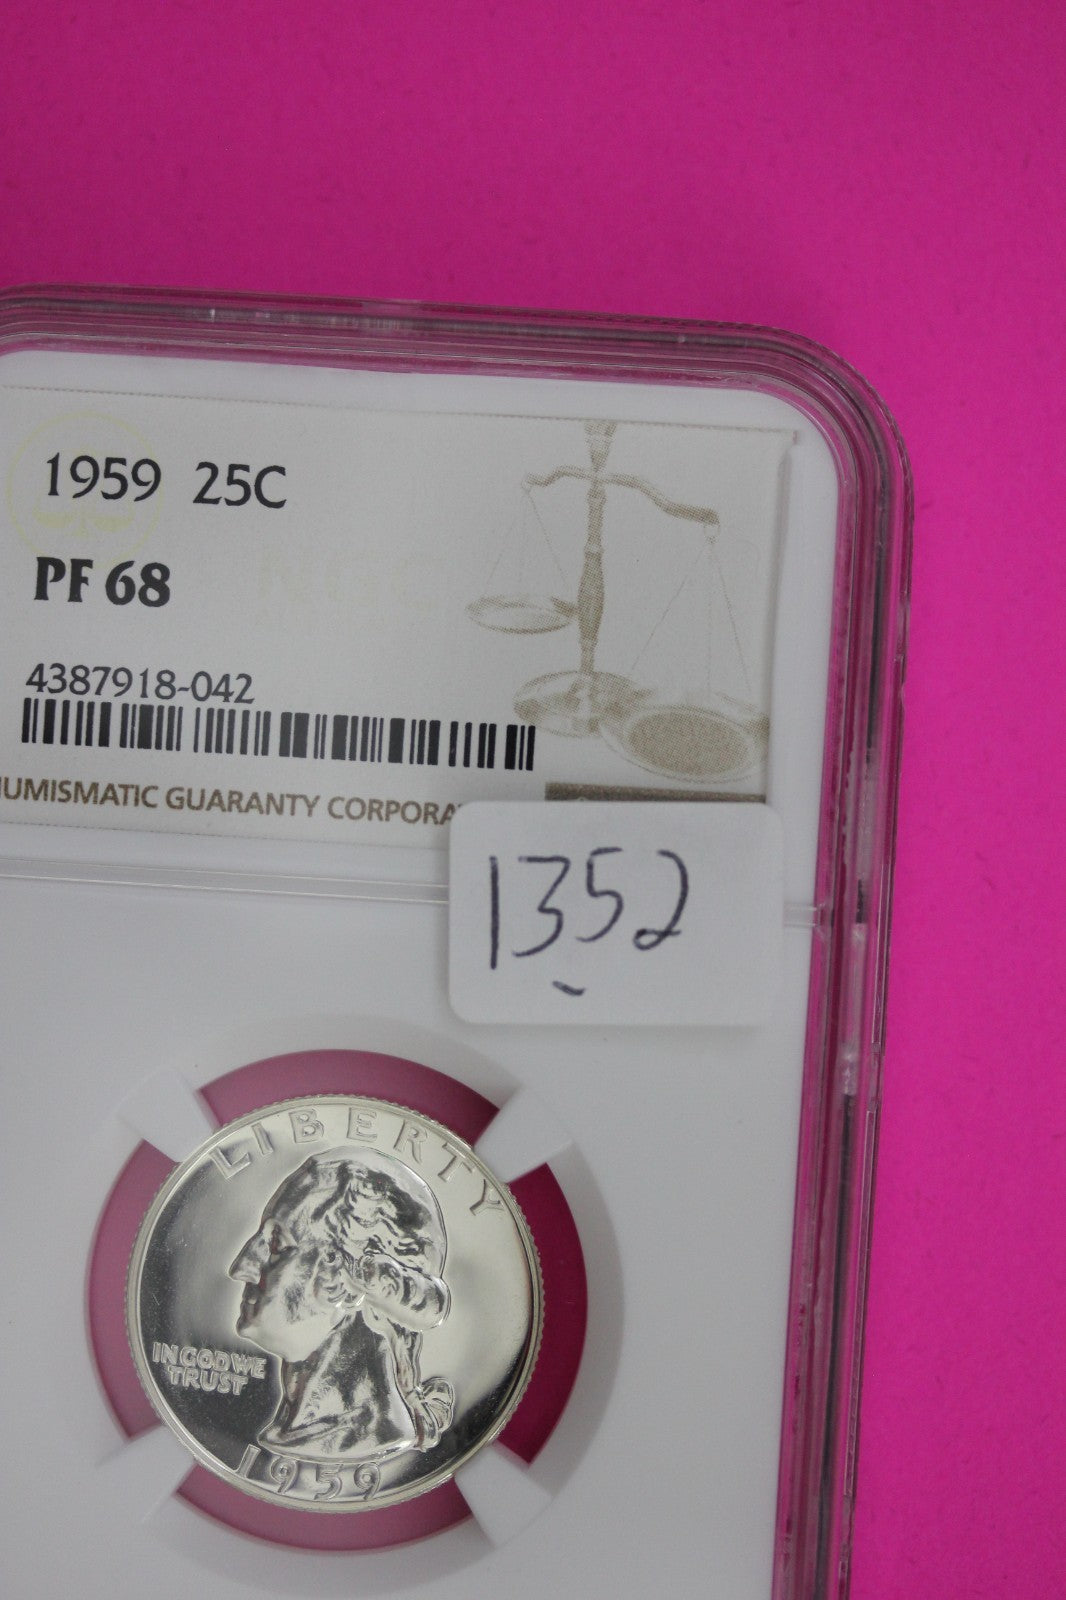 1959 25C
PF 68
4387918-042
NUMISMATIC GUARANTY CORPORA
1352
LIBERTY
IN GOD WE
TRUST
1959